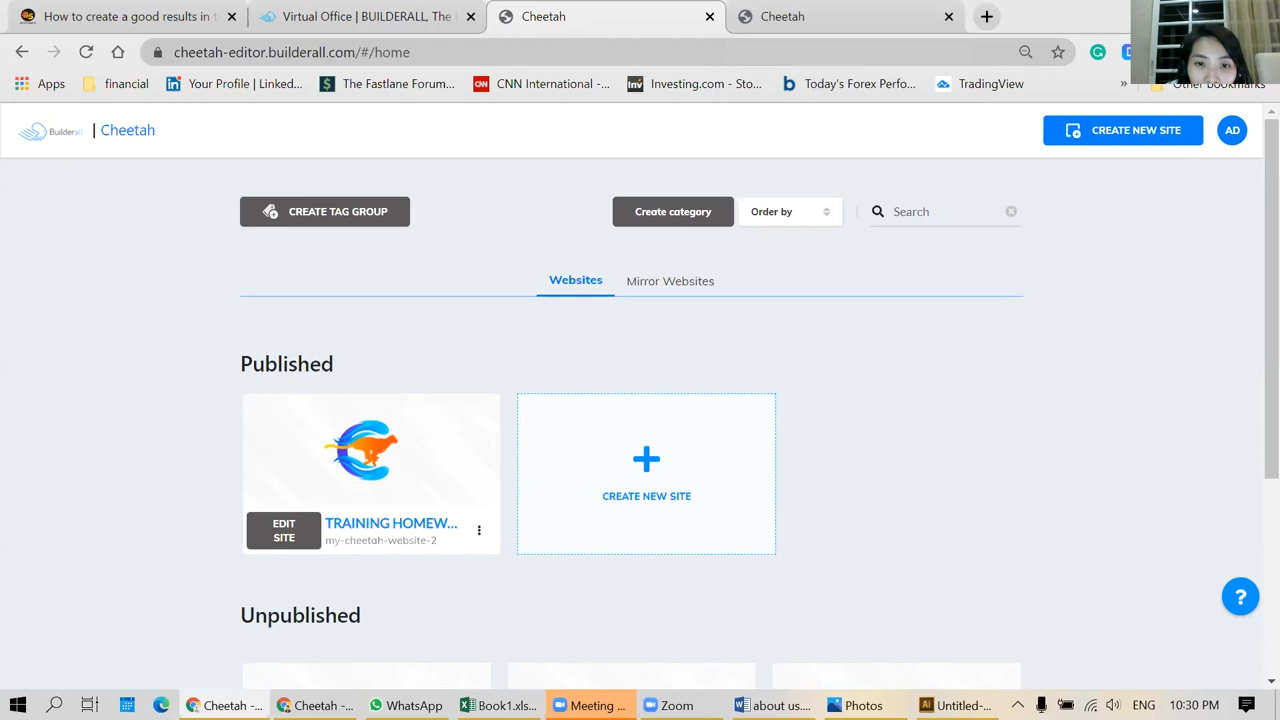 How to create a good results in t
Virtual Office | BUILDERALL, The
Cheetah
Cheetah
cheetah-editor.builderall.com/#/home
Apps
financial
Your Profile | Linked...
The Fastlane Forum...
CNN International -...
Investing.com - Sto...
Today's Forex Perfo...
TradingView
»
Other bookmarks
Builderall | Cheetah
CREATE NEW SITE
AD
CREATE TAG GROUP
Create category
Order by
Search
Websites
Mirror Websites
Published
EDIT
SITE
TRAINING HOMEW...
my-cheetah-website-2
CREATE NEW SITE
Unpublished
?
Cheetah -...
Cheetah -...
WhatsApp
Book1.xls...
Meeting ...
Zoom
about us....
Photos
Untitled-...
ENG
10:30 PM